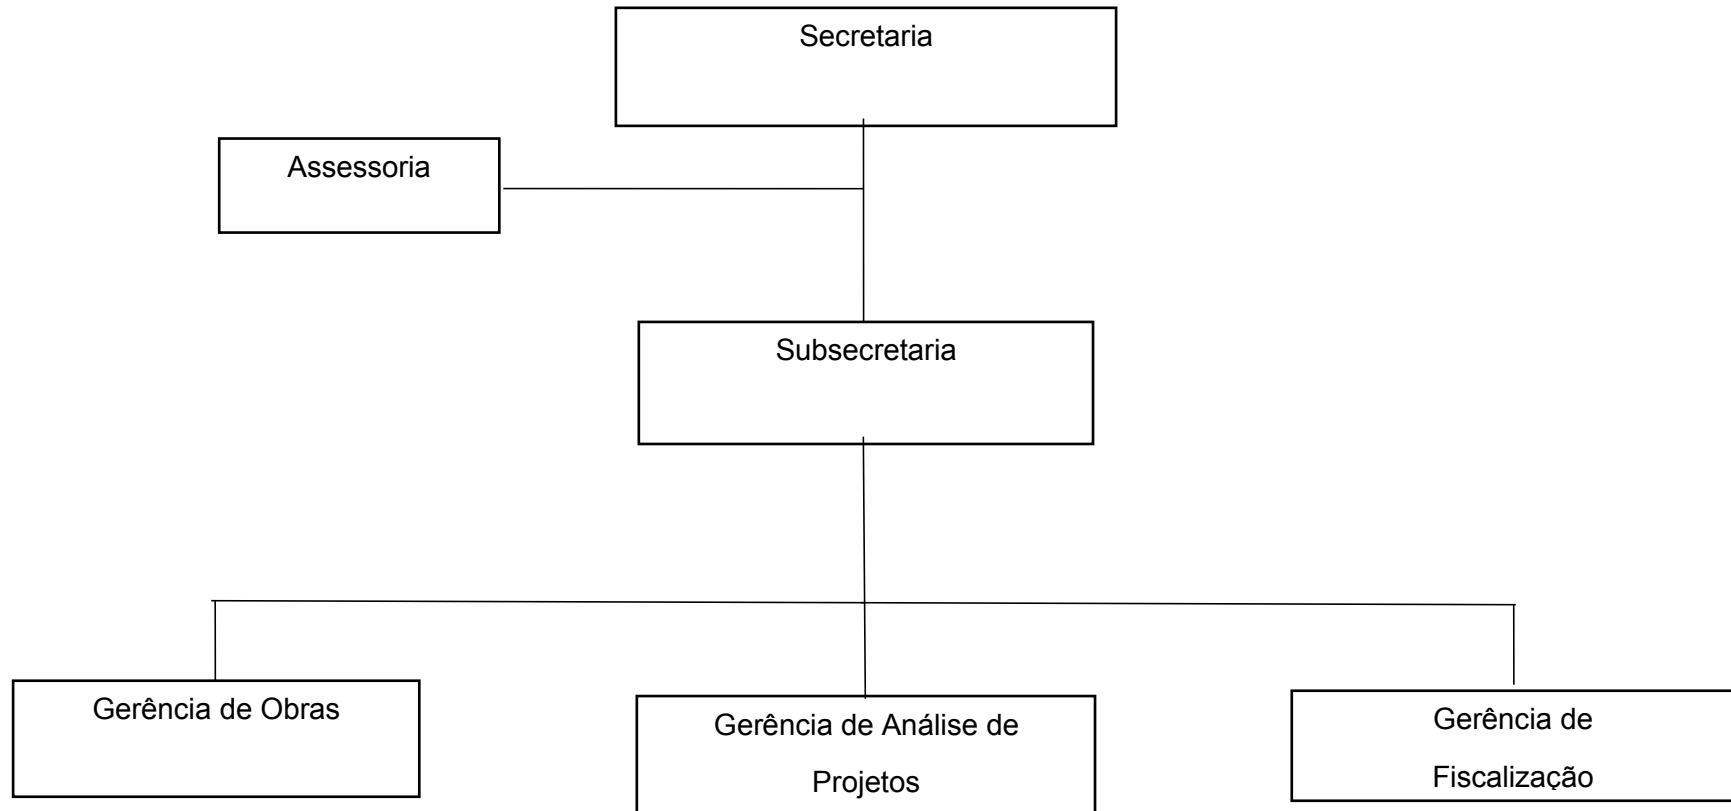 Secretaria
Assessoria
Subsecretaria
Gerência de Obras
Gerência de Análise de
Projetos
Gerência de
Fiscalização